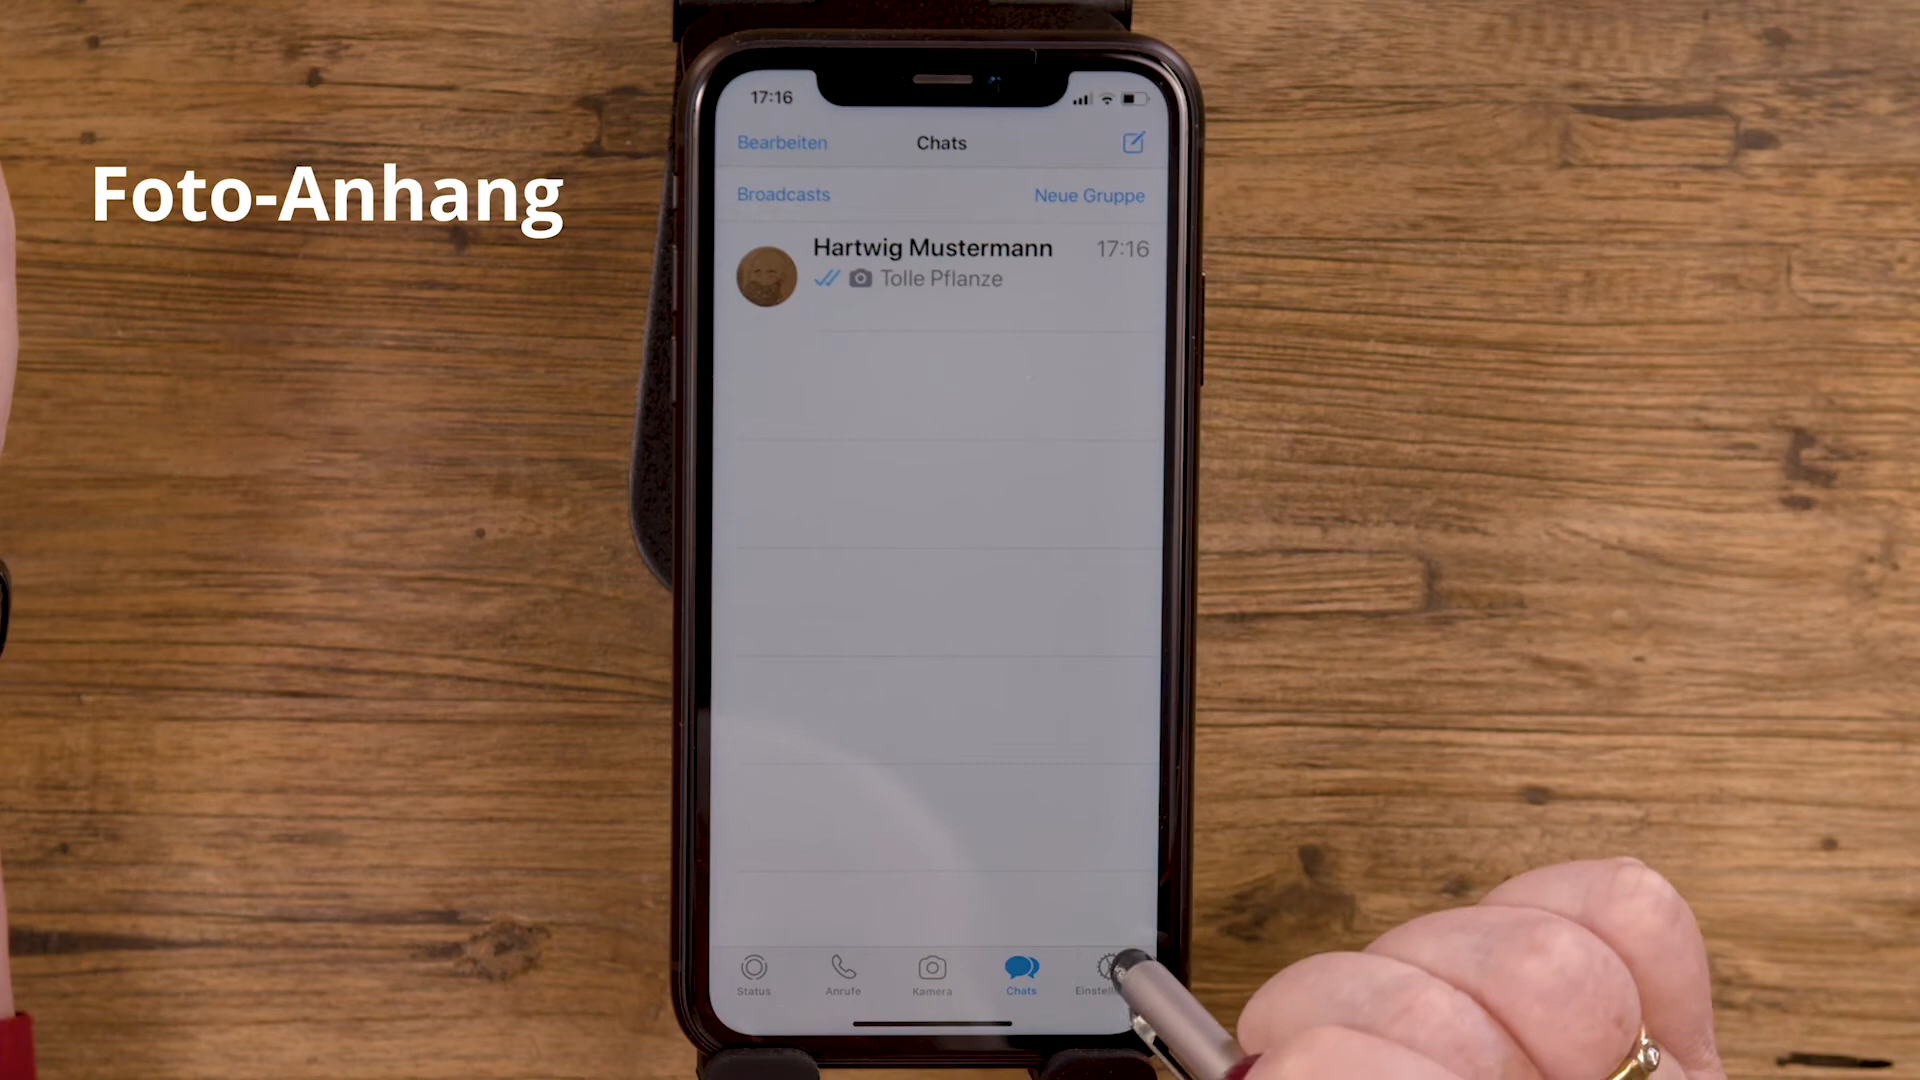 Foto-Anhang
17:16
Bearbeiten
Chats
Broadcasts
Neue Gruppe
Hartwig Mustermann
17:16
Tolle Pflanze
Status
Anrufe
Kamera
Chats